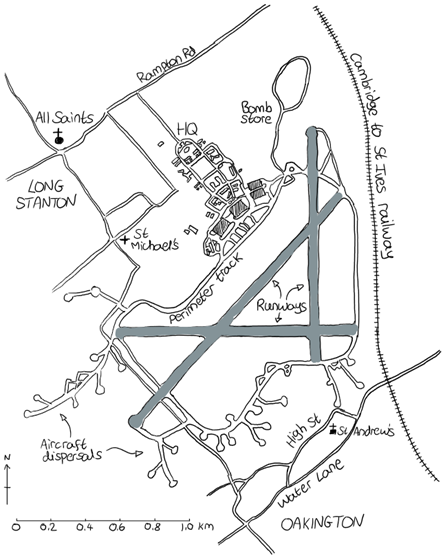 Rampton Rd
All Saints
HQ
Bomb
store
Cambridge to St Ives railway
LONG
STANTON
St
Michael's
Perimeter track
Runways
Aircraft
dispersals
High St
St Andrew's
Water Lane
OAKINGTON
N
0 0.2 0.4 0.6 0.8 1.0 km